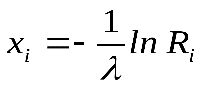 x_i = -\frac{1}{\lambda} ln R_i